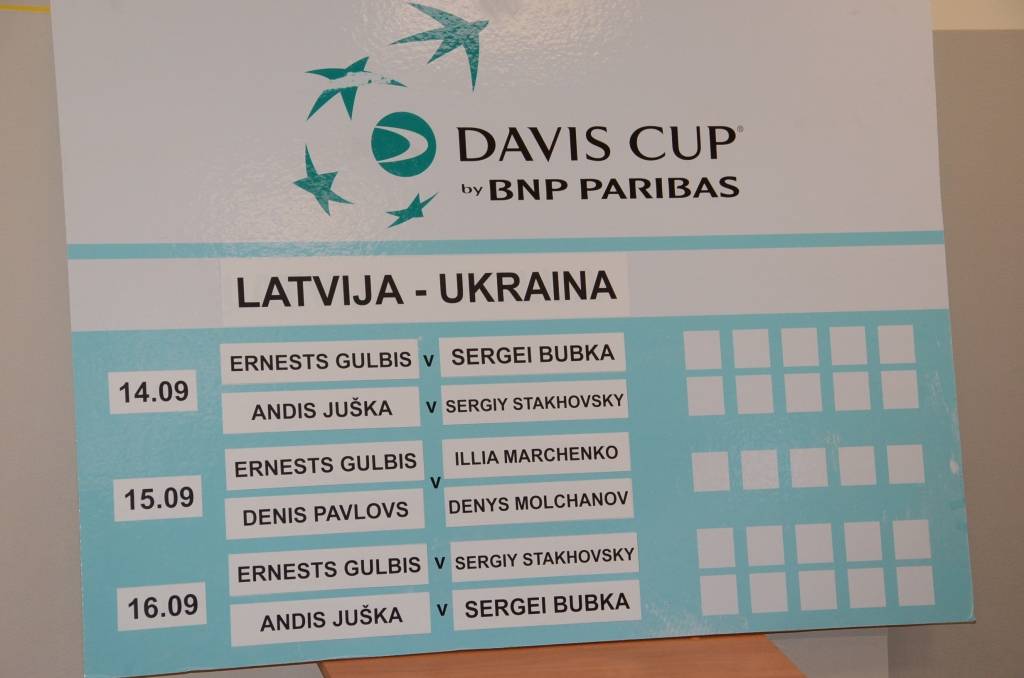 DAVIS CUP®
by BNP PARIBAS
LATVIJA - UKRAINA
14.09
ERNESTS GULBIS v SERGEI BUBKA
ANDIS JUŠKA v SERGIY STAKHOVSKY
15.09
ERNESTS GULBIS
DENIS PAVLOVS
v
ILLIA MARCHENKO
DENYS MOLCHANOV
16.09
ERNESTS GULBIS v SERGIY STAKHOVSKY
ANDIS JUŠKA v SERGEI BUBKA